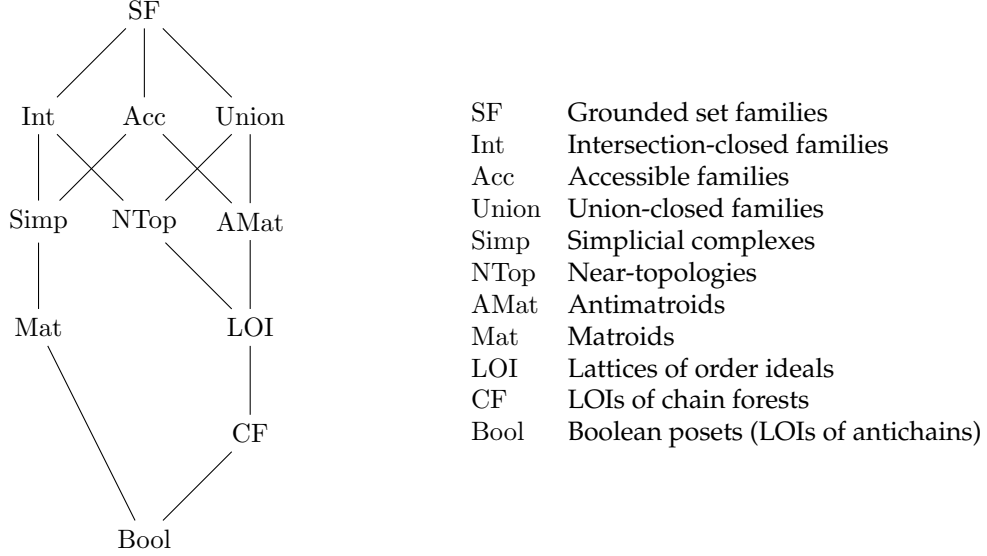 SF
Int Acc Union
Simp NTop AMat
Mat LOI
CF
Bool
SF Grounded set families
Int Intersection-closed families
Acc Accessible families
Union Union-closed families
Simp Simplicial complexes
NTop Near-topologies
AMat Antimatroids
Mat Matroids
LOI Lattices of order ideals
CF LOIs of chain forests
Bool Boolean posets (LOIs of antichains)